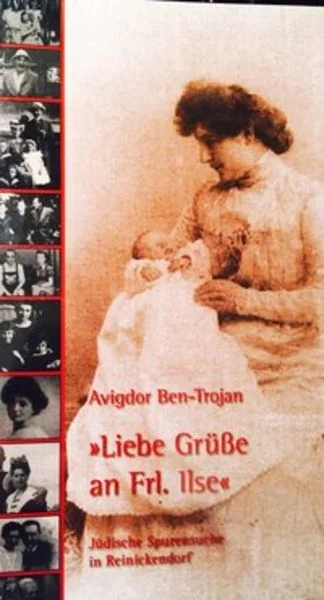 Avigdor Ben-Trojan
»Liebe Grüße
an Frl. Ilse«
Jüdische Spurensuche
in Reinickendorf